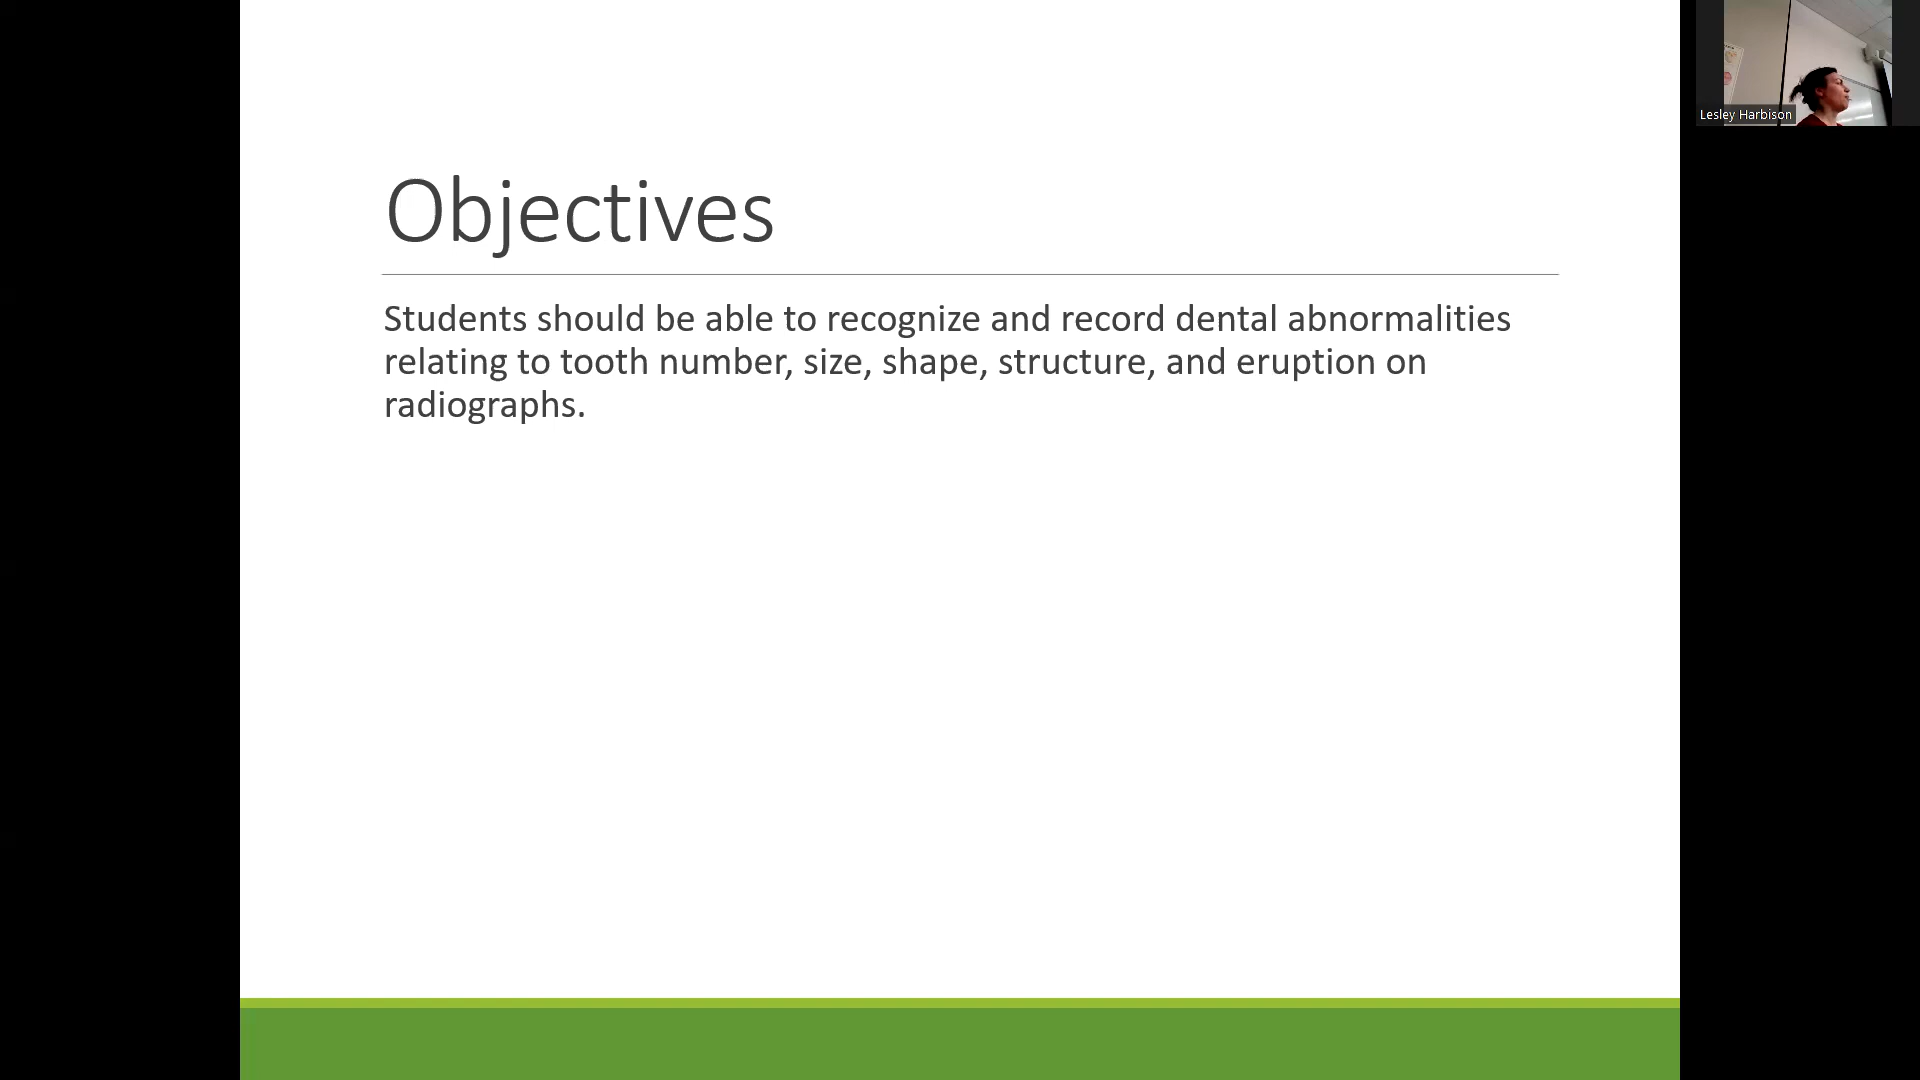 Objectives
Students should be able to recognize and record dental abnormalities
relating to tooth number, size, shape, structure, and eruption on
radiographs.
Lesley Harbison